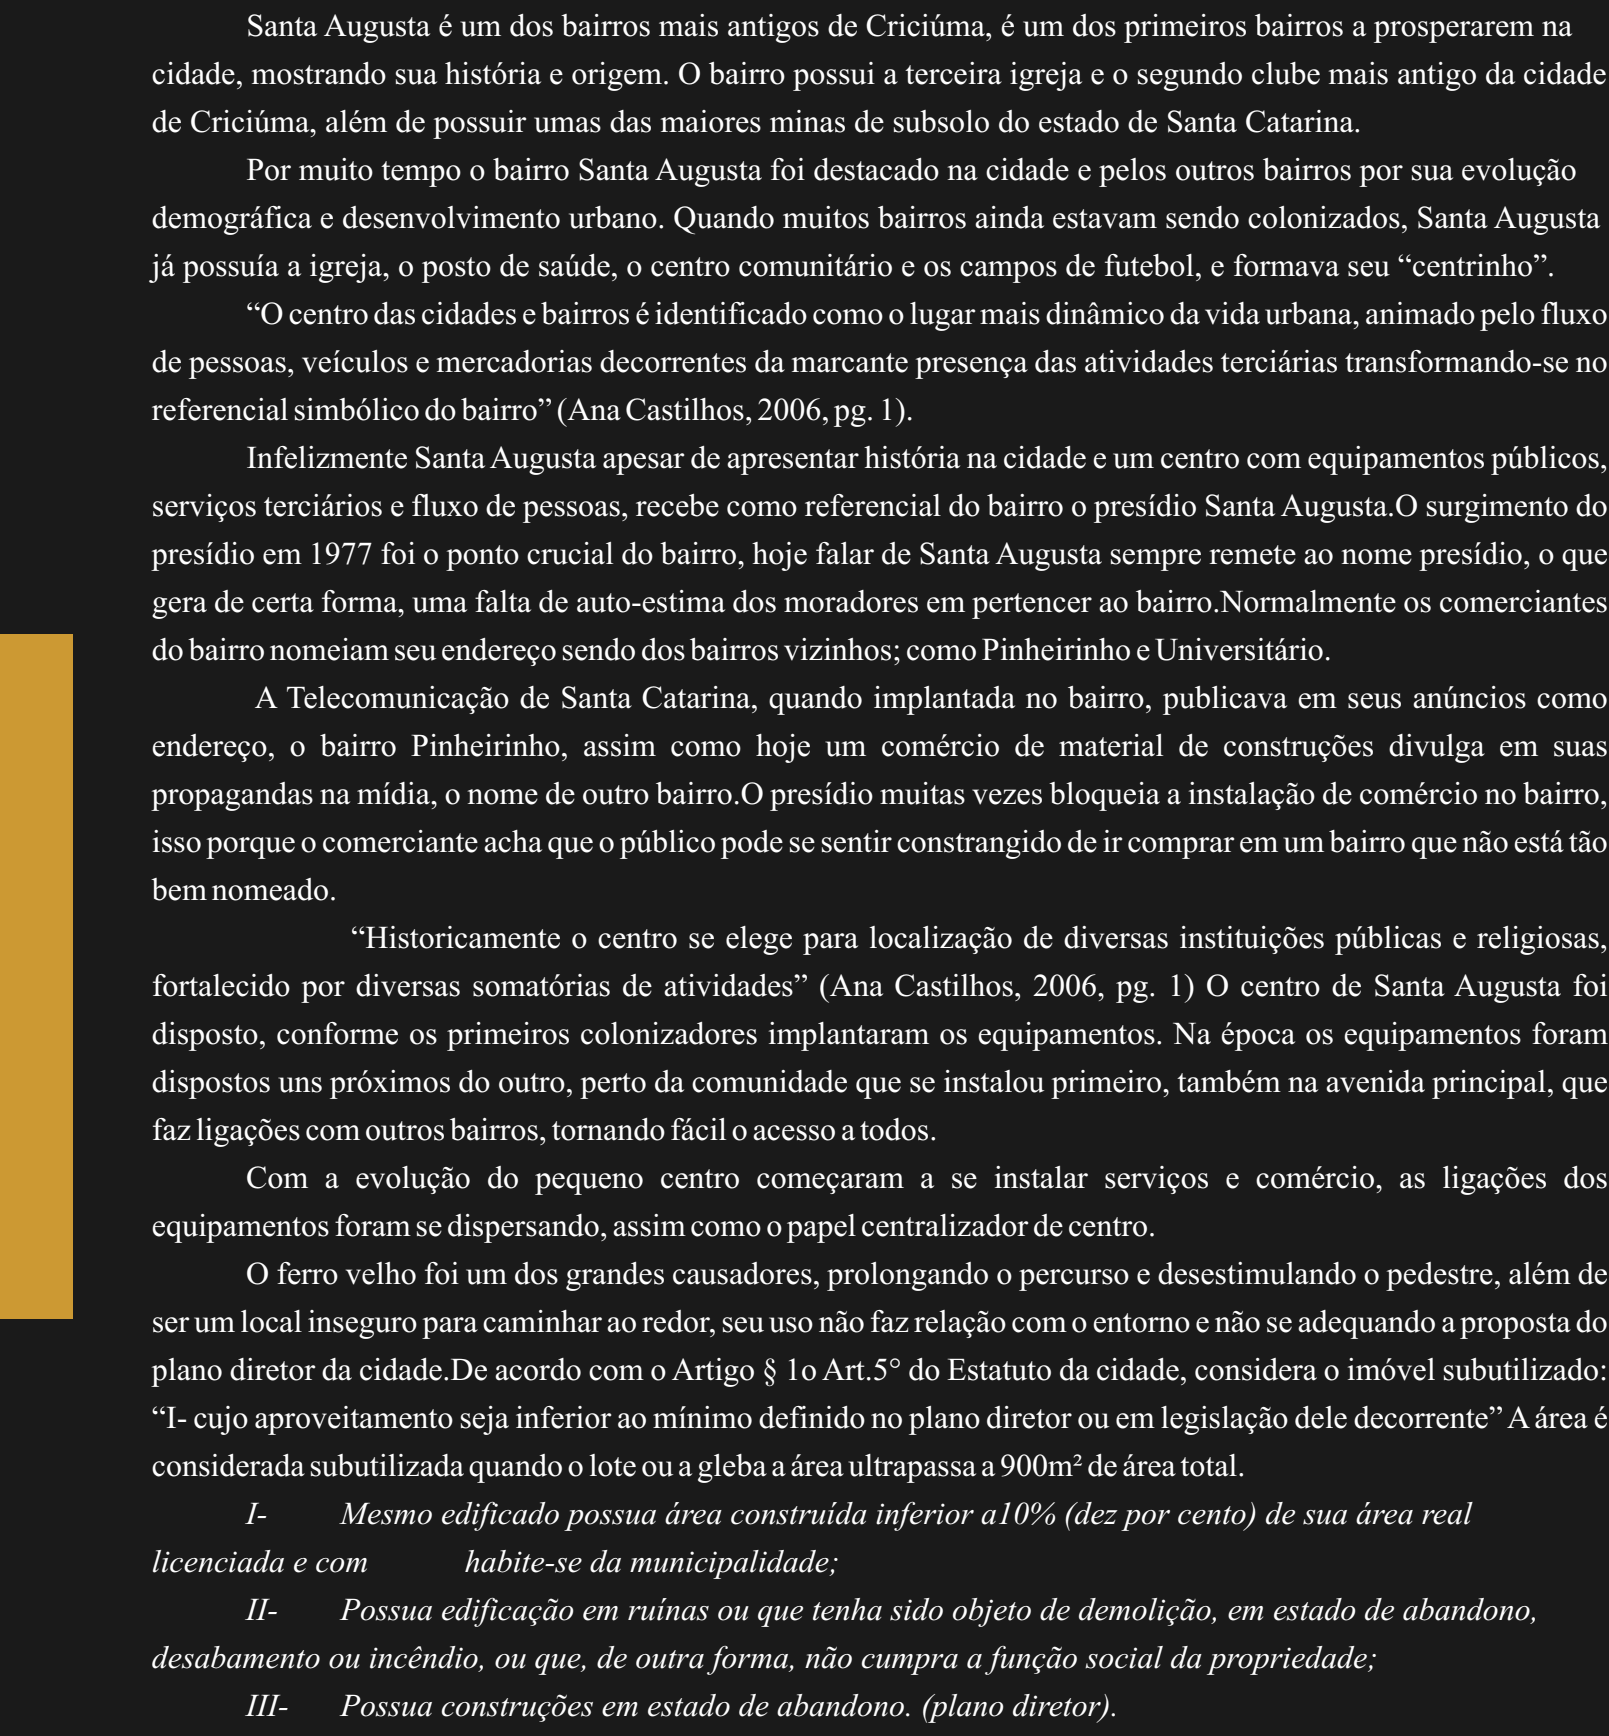 Santa Augusta é um dos bairros mais antigos de Criciúma, é um dos primeiros bairros a prosperarem na
cidade, mostrando sua história e origem. O bairro possui a terceira igreja e o segundo clube mais antigo da cidade
de Criciúma, além de possuir umas das maiores minas de subsolo do estado de Santa Catarina.
Por muito tempo o bairro Santa Augusta foi destacado na cidade e pelos outros bairros por sua evolução
demográfica e desenvolvimento urbano. Quando muitos bairros ainda estavam sendo colonizados, Santa Augusta
já possuía a igreja, o posto de saúde, o centro comunitário e os campos de futebol, e formava seu “centrinho”.
“O centro das cidades e bairros é identificado como o lugar mais dinâmico da vida urbana, animado pelo fluxo
de pessoas, veículos e mercadorias decorrentes da marcante presença das atividades terciárias transformando-se no
referencial simbólico do bairro” (Ana Castilhos, 2006, pg. 1).
Infelizmente Santa Augusta apesar de apresentar história na cidade e um centro com equipamentos públicos,
serviços terciários e fluxo de pessoas, recebe como referencial do bairro o presídio Santa Augusta.O surgimento do
presídio em 1977 foi o ponto crucial do bairro, hoje falar de Santa Augusta sempre remete ao nome presídio, o que
gera de certa forma, uma falta de auto-estima dos moradores em pertencer ao bairro.Normalmente os comerciantes
do bairro nomeiam seu endereço sendo dos bairros vizinhos; como Pinheirinho e Universitário.
A Telecomunicação de Santa Catarina, quando implantada no bairro, publicava em seus anúncios como
endereço, o bairro Pinheirinho, assim como hoje um comércio de material de construções divulga em suas
propagandas na mídia, o nome de outro bairro.O presídio muitas vezes bloqueia a instalação de comércio no bairro,
isso porque o comerciante acha que o público pode se sentir constrangido de ir comprar em um bairro que não está tão
bem nomeado.
“Historicamente o centro se elege para localização de diversas instituições públicas e religiosas,
fortalecido por diversas somatórias de atividades” (Ana Castilhos, 2006, pg. 1) O centro de Santa Augusta foi
disposto, conforme os primeiros colonizadores implantaram os equipamentos. Na época os equipamentos foram
dispostos uns próximos do outro, perto da comunidade que se instalou primeiro, também na avenida principal, que
faz ligações com outros bairros, tornando fácil o acesso a todos.
Com a evolução do pequeno centro começaram a se instalar serviços e comércio, as ligações dos
equipamentos foram se dispersando, assim como o papel centralizador de centro.
O ferro velho foi um dos grandes causadores, prolongando o percurso e desestimulando o pedestre, além de
ser um local inseguro para caminhar ao redor, seu uso não faz relação com o entorno e não se adequando a proposta do
plano diretor da cidade.De acordo com o Artigo § 1o Art.5° do Estatuto da cidade, considera o imóvel subutilizado:
“I- cujo aproveitamento seja inferior ao mínimo definido no plano diretor ou em legislação dele decorrente” A área é
considerada subutilizada quando o lote ou a gleba a área ultrapassa a 900m² de área total.
I- Mesmo edificado possua área construída inferior a10% (dez por cento) de sua área real
licenciada e com habite-se da municipalidade;
II- Possua edificação em ruínas ou que tenha sido objeto de demolição, em estado de abandono,
desabamento ou incêndio, ou que, de outra forma, não cumpra a função social da propriedade;
III- Possua construções em estado de abandono. (plano diretor).